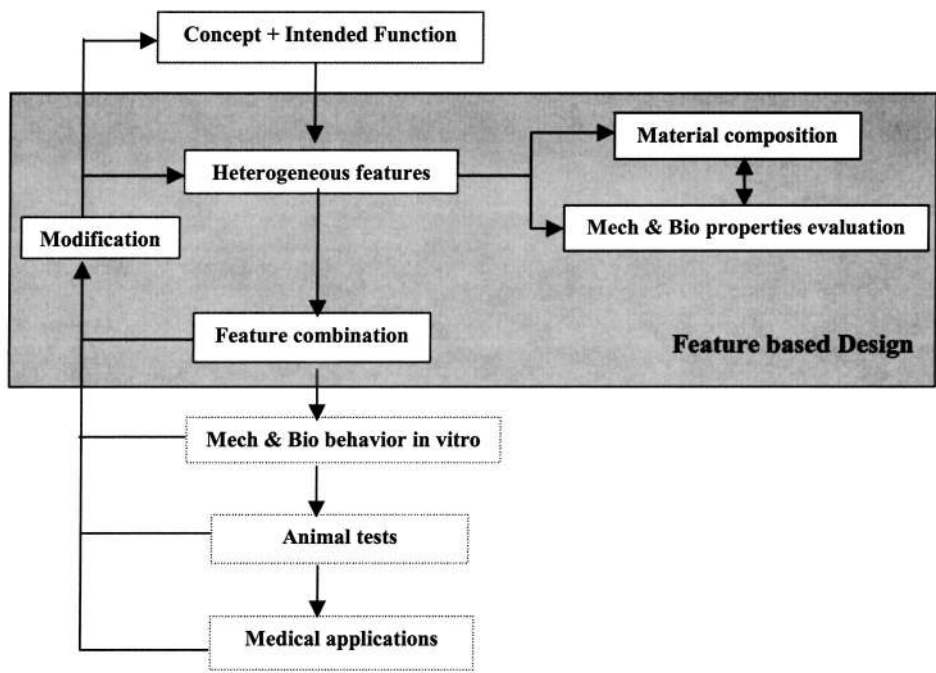 Concept + Intended Function
Material composition
Heterogeneous features
Mech & Bio properties evaluation
Modification
Feature combination
Feature based Design
Mech & Bio behavior in vitro
Animal tests
Medical applications